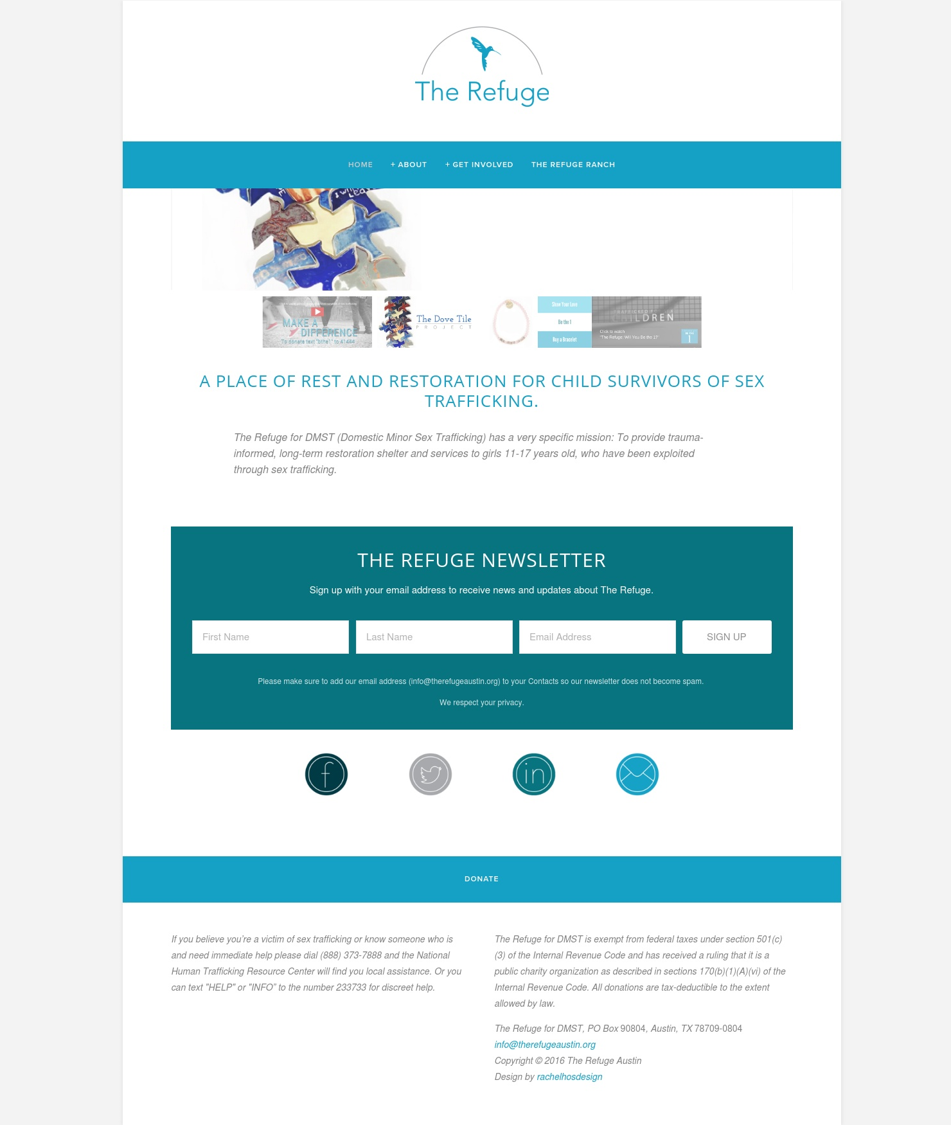 The Refuge
HOME + ABOUT + GET INVOLVED THE REFUGE RANCH
MAKE A
DIFFERENCE
The Dove Tile
PROJECT
A PLACE OF REST AND RESTORATION FOR CHILD SURVIVORS OF SEX
TRAFFICKING.
The Refuge for DMST (Domestic Minor Sex Trafficking) has a very specific mission: To provide trauma-
informed, long-term restoration shelter and services to girls 11-17 years old, who have been exploited
through sex trafficking.
THE REFUGE NEWSLETTER
Sign up with your email address to receive news and updates about The Refuge.
First Name Last Name Email Address SIGN UP
Please make sure to add our email address (info@therefugeaustin.org) to your Contacts so our newsletter does not become spam.
We respect your privacy.
f in
DONATE
If you believe you're a victim of sex trafficking or know someone who is
and need immediate help please dial (888) 373-7888 and the National
Human Trafficking Resource Center will find you local assistance. Or you
can text "HELP" or "INFO" to the number 233733 for discreet help.
The Refuge for DMST is exempt from federal taxes under section 501(c)
(3) of the Internal Revenue Code and has received a ruling that it is a
public charity organization as described in sections 170(b)(1)(A)(vi) of the
Internal Revenue Code. All donations are tax-deductible to the extent
allowed by law.
The Refuge for DMST, PO Box 90804, Austin, TX 78709-0804
info@therefugeaustin.org
Copyright © 2016 The Refuge Austin
Design by rachelhosdesign